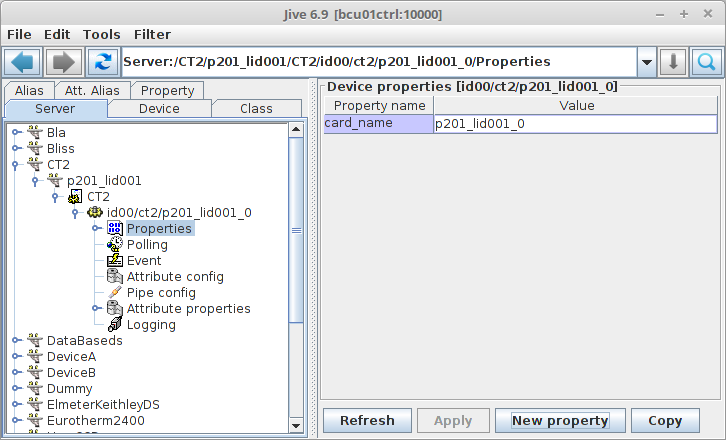 Jive 6.9 [bcu01ctrl:10000]
File Edit Tools Filter
Server:/CT2/p201_lid001/CT2/id00/ct2/p201_lid001_0/Properties
Alias Att. Alias Property
Server Device Class
Bla
Bliss
CT2
p201_lid001
CT2
id00/ct2/p201_lid001_0
Properties
Polling
Event
Attribute config
Pipe config
Attribute properties
Logging
DataBaseds
DeviceA
DeviceB
Dummy
ElmeterKeithleyDS
Eurotherm2400
Device properties [id00/ct2/p201_lid001_0]
Property name Value
card_name p201_lid001_0
Refresh Apply New property Copy